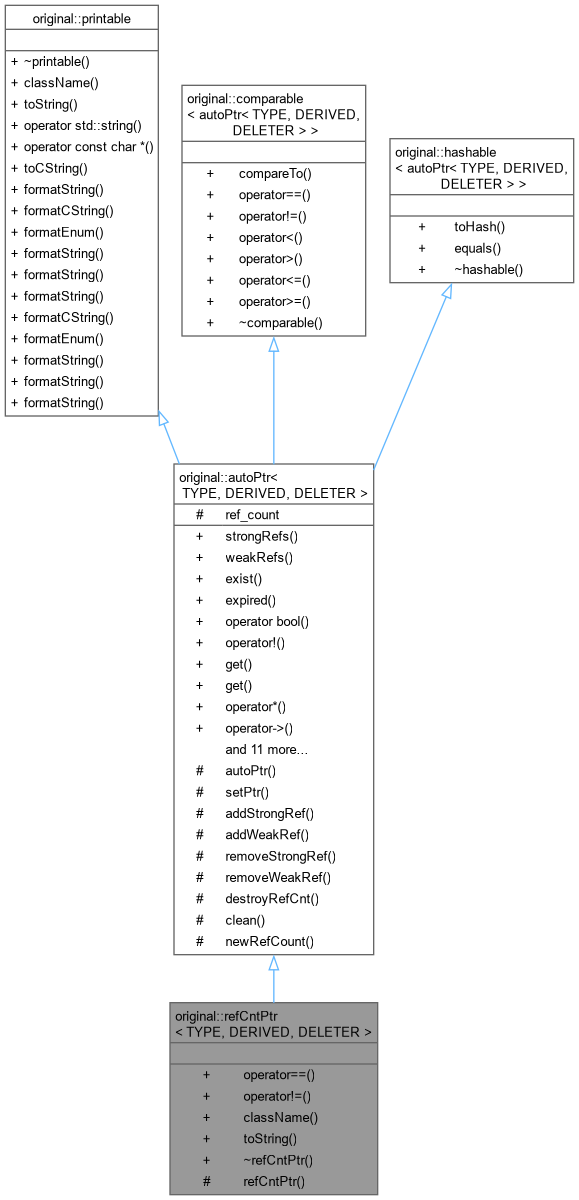 original::printable
+ ~printable()
+ className()
+ toString()
+ operator std::string()
+ operator const char *()
+ toCString()
+ formatString()
+ formatCString()
+ formatEnum()
+ formatString()
+ formatString()
+ formatString()
+ formatCString()
+ formatEnum()
+ formatString()
+ formatString()
+ formatString()
original::comparable
< autoPtr< TYPE, DERIVED,
DELETER > >
+ compareTo()
+ operator==()
+ operator!=()
+ operator<()
+ operator>()
+ operator<=()
+ operator>=()
+ ~comparable()
original::hashable
< autoPtr< TYPE, DERIVED,
DELETER > >
+ toHash()
+ equals()
+ ~hashable()
original::autoPtr<
TYPE, DERIVED, DELETER >
# ref_count
+ strongRefs()
+ weakRefs()
+ exist()
+ expired()
+ operator bool()
+ operator!()
+ get()
+ get()
+ operator*()
+ operator->()
and 11 more...
# autoPtr()
# setPtr()
# addStrongRef()
# addWeakRef()
# removeStrongRef()
# removeWeakRef()
# destroyRefCnt()
# clean()
# newRefCount()
original::refCntPtr
< TYPE, DERIVED, DELETER >
+ operator==()
+ operator!=()
+ className()
+ toString()
+ ~refCntPtr()
# refCntPtr()